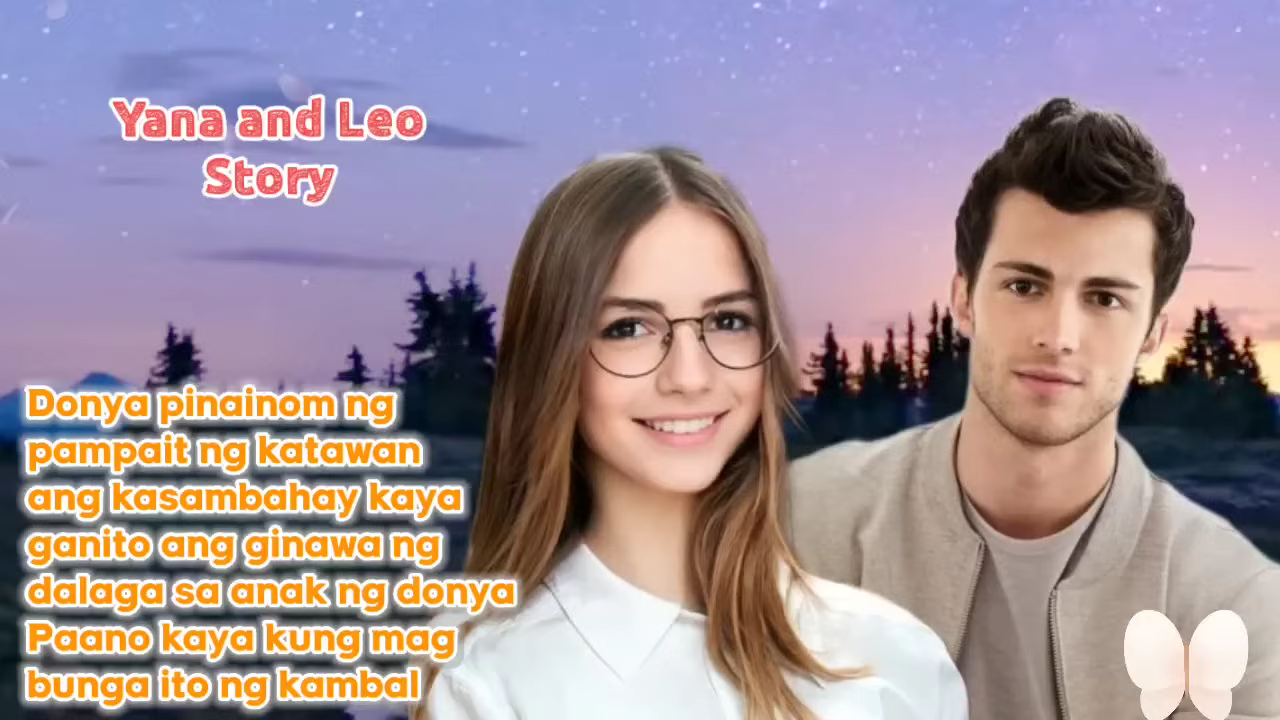 Yana and Leo
Story
Donya pinainom ng
pampait ng katawan
ang kasambahay kaya
ganito ang ginawa ng
dalaga sa anak ng donya
Paano kaya kung mag
bunga ito ng kambal